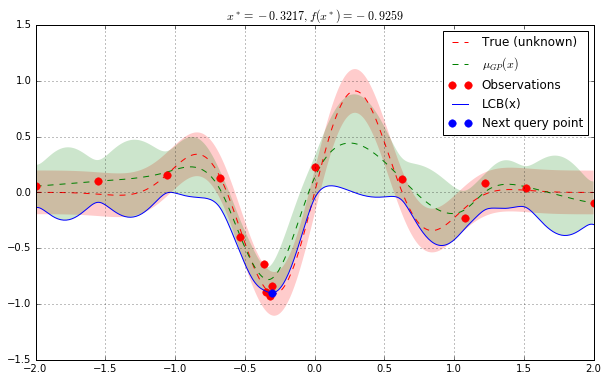 x* = −0.3217, f(x*) = −0.9259
1.5
1.0
0.5
0.0
−0.5
−1.0
−1.5
−2.0 −1.5 −1.0 −0.5 0.0 0.5 1.0 1.5 2.0
True (unknown)
μGP(x)
Observations
LCB(x)
Next query point